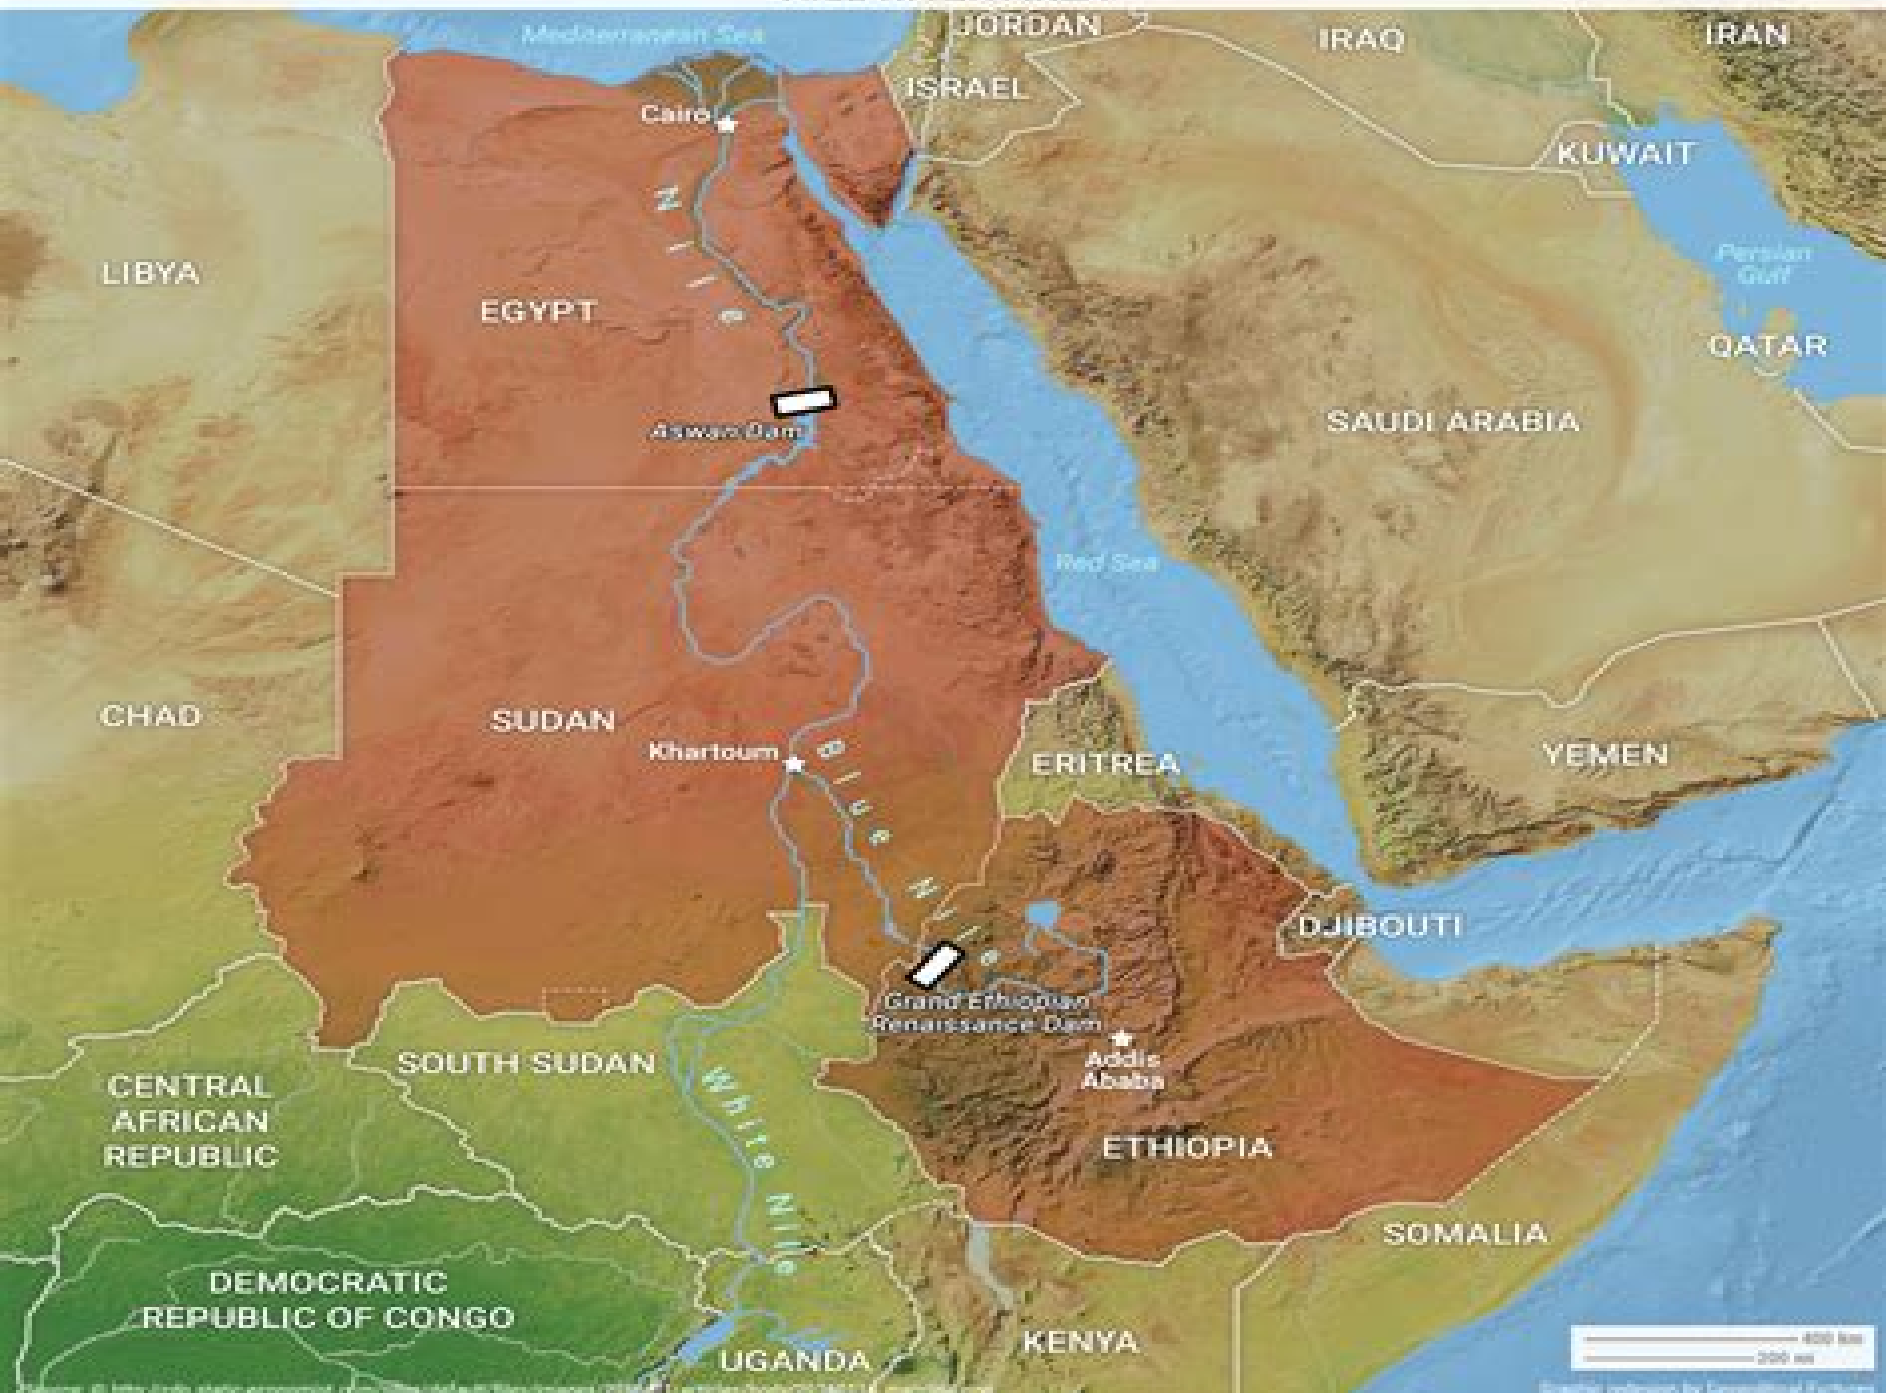 Mediterranean Sea
JORDAN
IRAQ
IRAN
ISRAEL
Cairo
KUWAIT
Nile
LIBYA
EGYPT
Persian
Gulf
QATAR
Aswan Dam
SAUDI ARABIA
Red Sea
CHAD
SUDAN
Khartoum
Blue Nile
ERITREA
YEMEN
DJIBOUTI
Grand Ethiopian
Renaissance Dam
Addis
Ababa
SOUTH SUDAN
White Nile
CENTRAL
AFRICAN
REPUBLIC
ETHIOPIA
SOMALIA
DEMOCRATIC
REPUBLIC OF CONGO
KENYA
UGANDA
400 km
200 mi